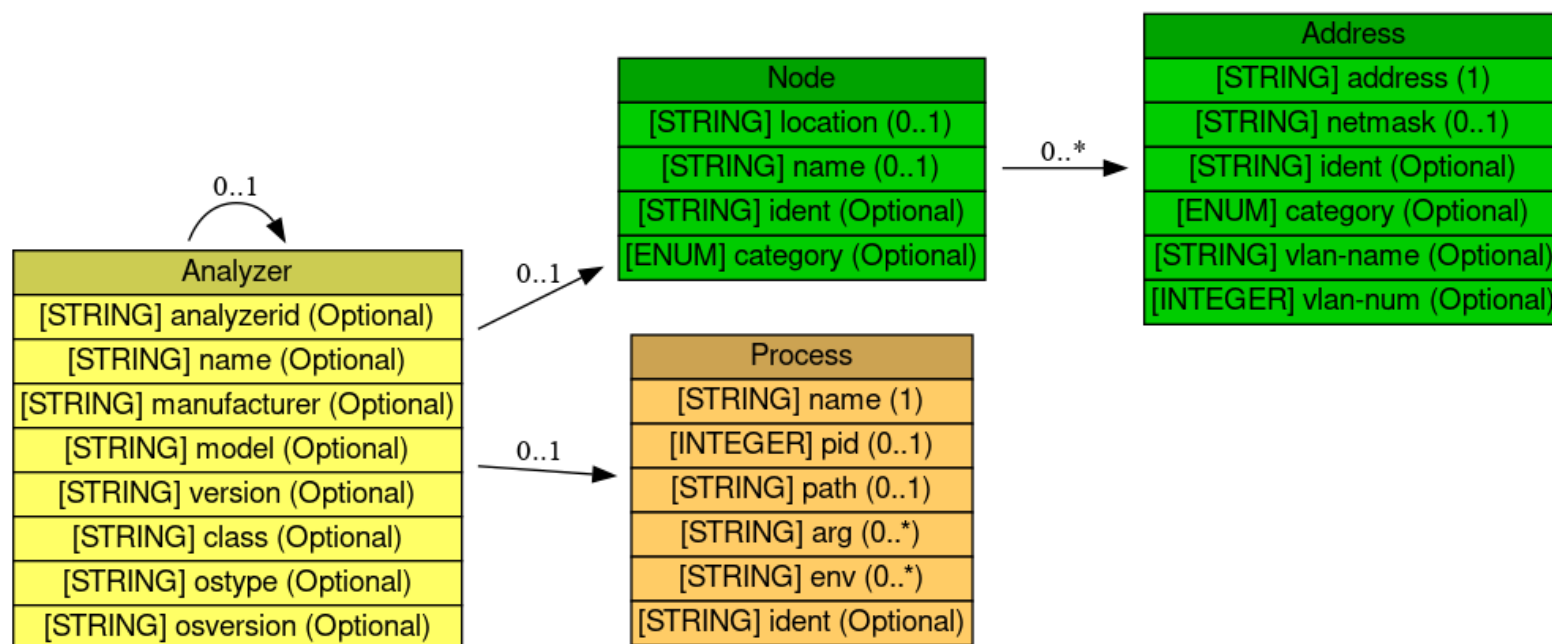 0..1
Analyzer
[STRING] analyzerid (Optional)
[STRING] name (Optional)
[STRING] manufacturer (Optional)
[STRING] model (Optional)
[STRING] version (Optional)
[STRING] class (Optional)
[STRING] ostype (Optional)
[STRING] osversion (Optional)
0..1
0..1
Node
[STRING] location (0..1)
[STRING] name (0..1)
[STRING] ident (Optional)
[ENUM] category (Optional)
Process
[STRING] name (1)
[INTEGER] pid (0..1)
[STRING] path (0..1)
[STRING] arg (0..*)
[STRING] env (0..*)
[STRING] ident (Optional)
0..*
Address
[STRING] address (1)
[STRING] netmask (0..1)
[STRING] ident (Optional)
[ENUM] category (Optional)
[STRING] vlan-name (Optional)
[INTEGER] vlan-num (Optional)